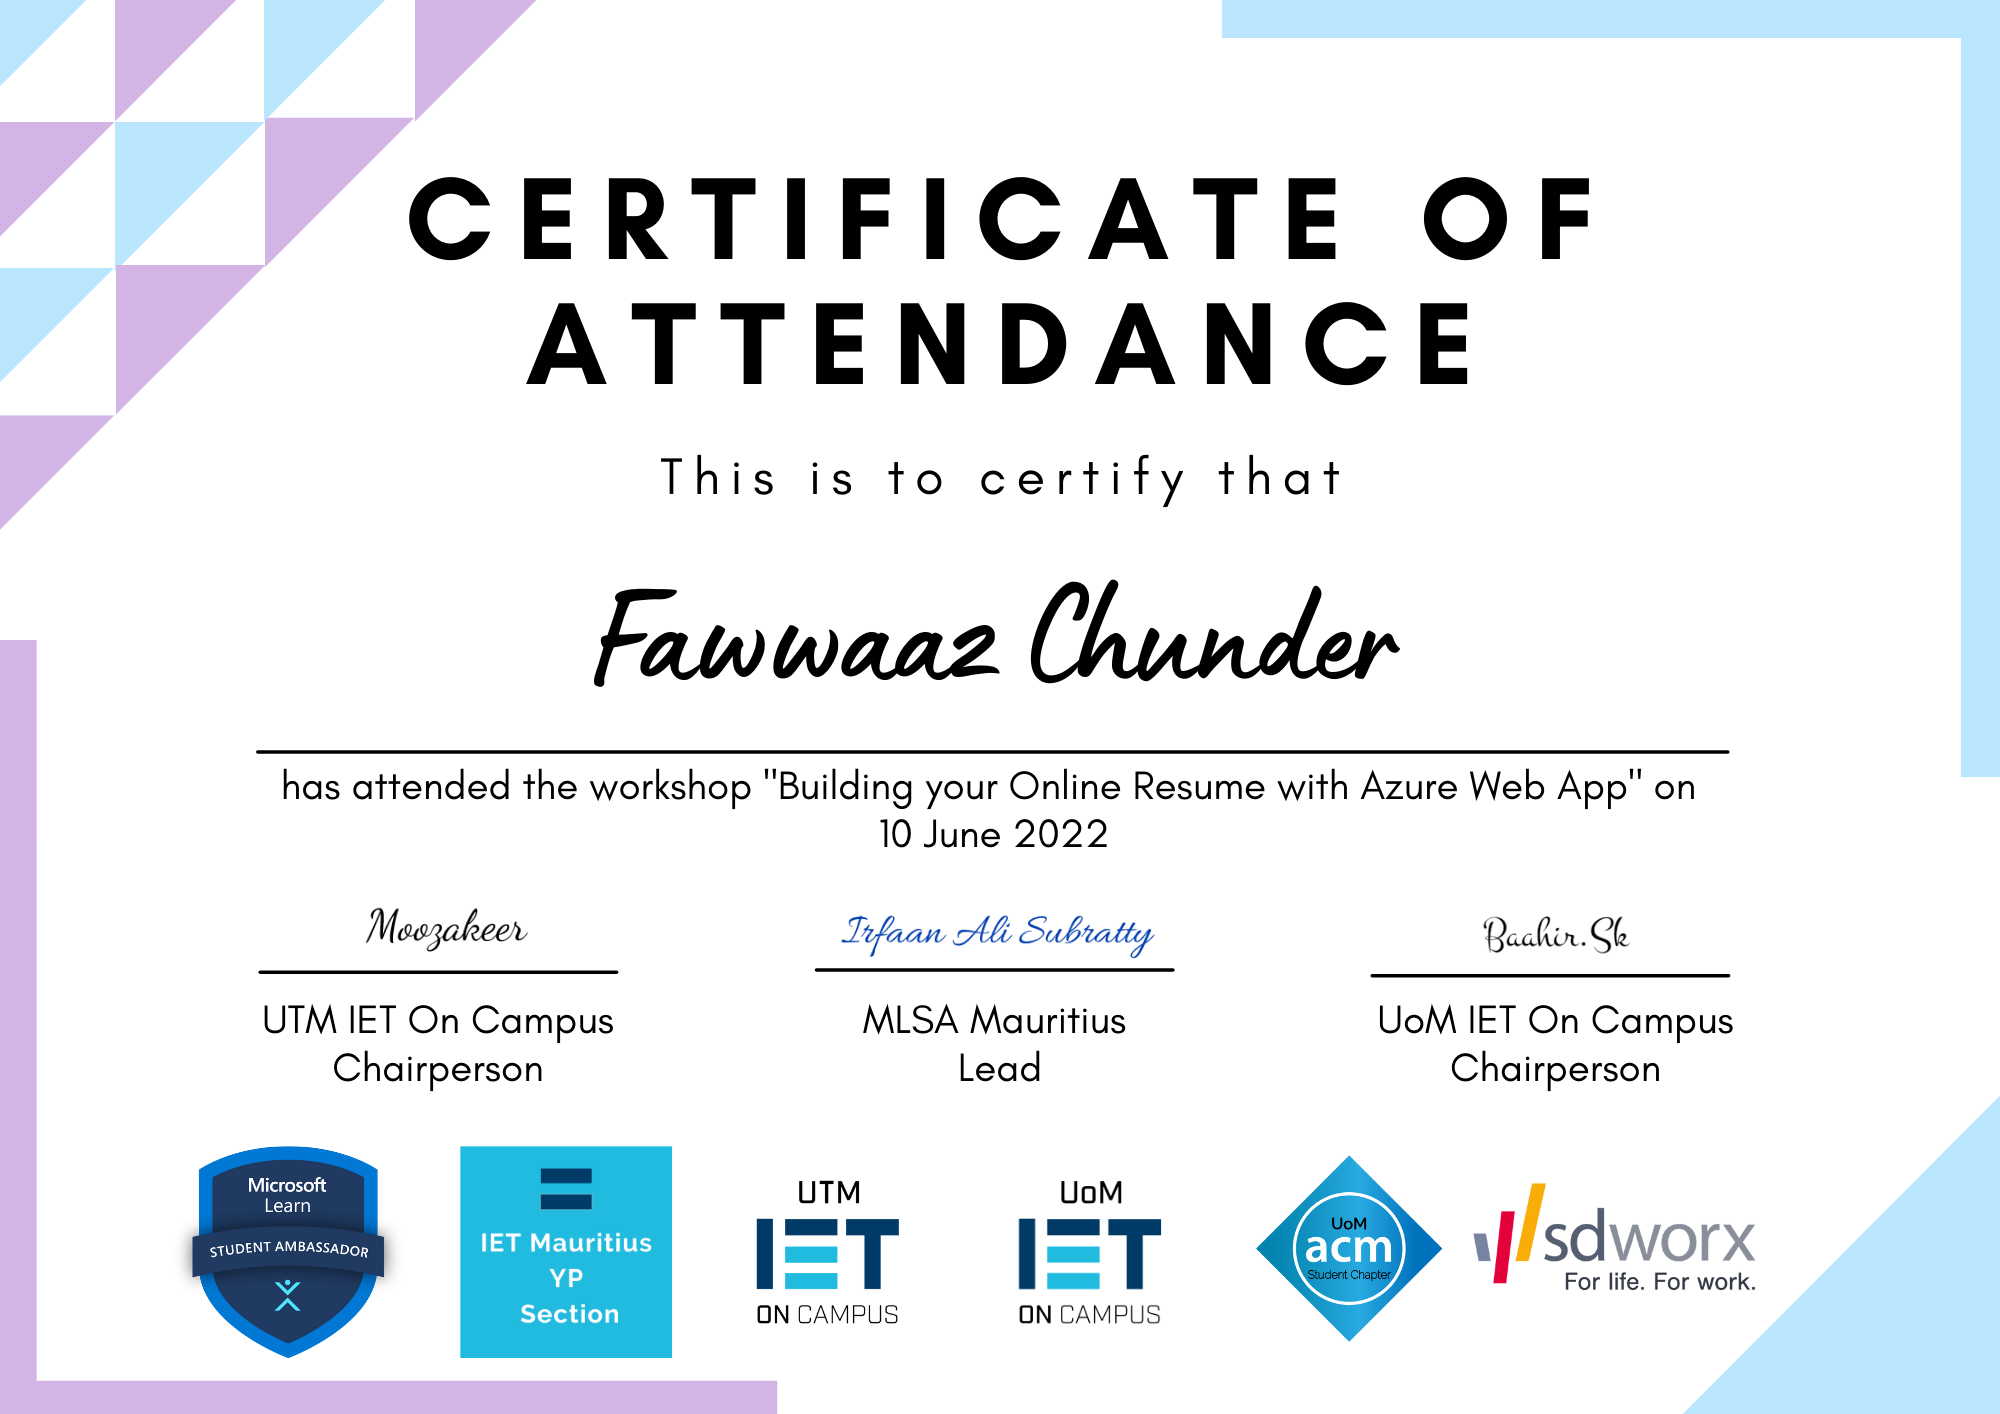 CERTIFICATE OF
ATTENDANCE
This is to certify that
Fawwaaz Chunder
has attended the workshop "Building your Online Resume with Azure Web App" on
10 June 2022
Moozakeer
Irfaan Ali Subratty
Baahir.Sk
UTM IET On Campus
Chairperson
MLSA Mauritius
Lead
UoM IET On Campus
Chairperson
Microsoft
Learn
STUDENT AMBASSADOR
IET Mauritius
YP
Section
UTM
IET
ON CAMPUS
UoM
IET
ON CAMPUS
UoM
acm
Student Chapter
sdworx
For life. For work.